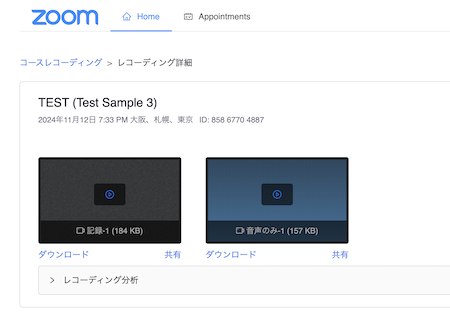 zoom
Home
Appointments
コースレコーディング > レコーディング詳細
TEST (Test Sample 3)
2024年11月12日 7:33 PM 大阪、札幌、東京 ID: 858 6770 4887
記録-1 (184 KB)
音声のみ-1 (157 KB)
ダウンロード 共有
ダウンロード 共有
> レコーディング分析